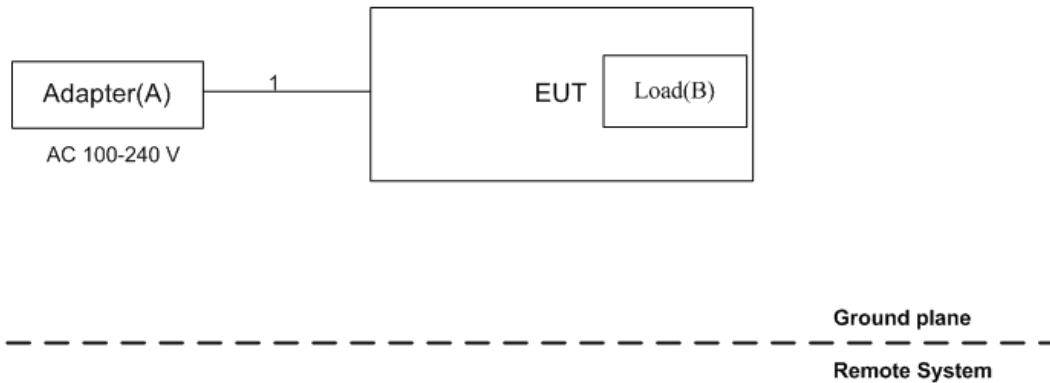 Adapter(A)
1
EUT
Load(B)
AC 100-240 V
Ground plane
Remote System